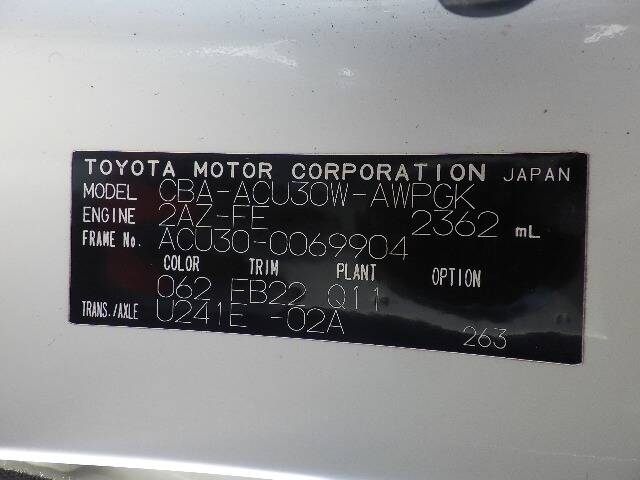 TOYOTA MOTOR CORPORATION JAPAN
MODEL CBA-ACU30W-AWPGK
ENGINE 2AZ-FE 2362 mL
FRAME No. ACU30-0069904
COLOR TRIM PLANT OPTION
062 FB22 Q11
TRANS./AXLE U241E -02A
263